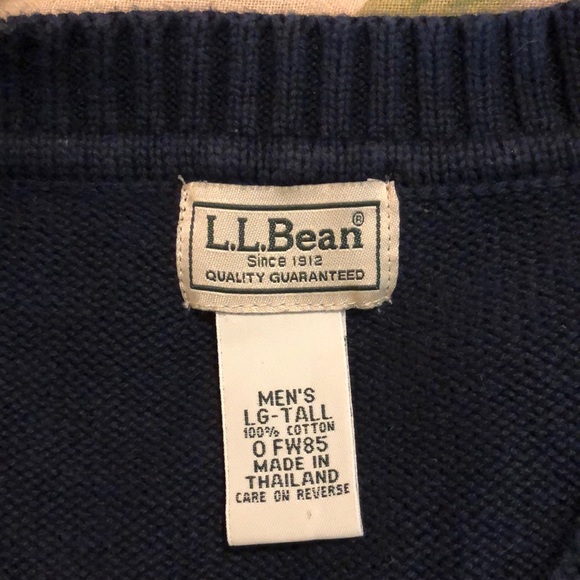 L.L.Bean®
Since 1912
QUALITY GUARANTEED
MEN'S
LG-TALL
100% COTTON
0 FW85
MADE IN
THAILAND
CARE ON REVERSE